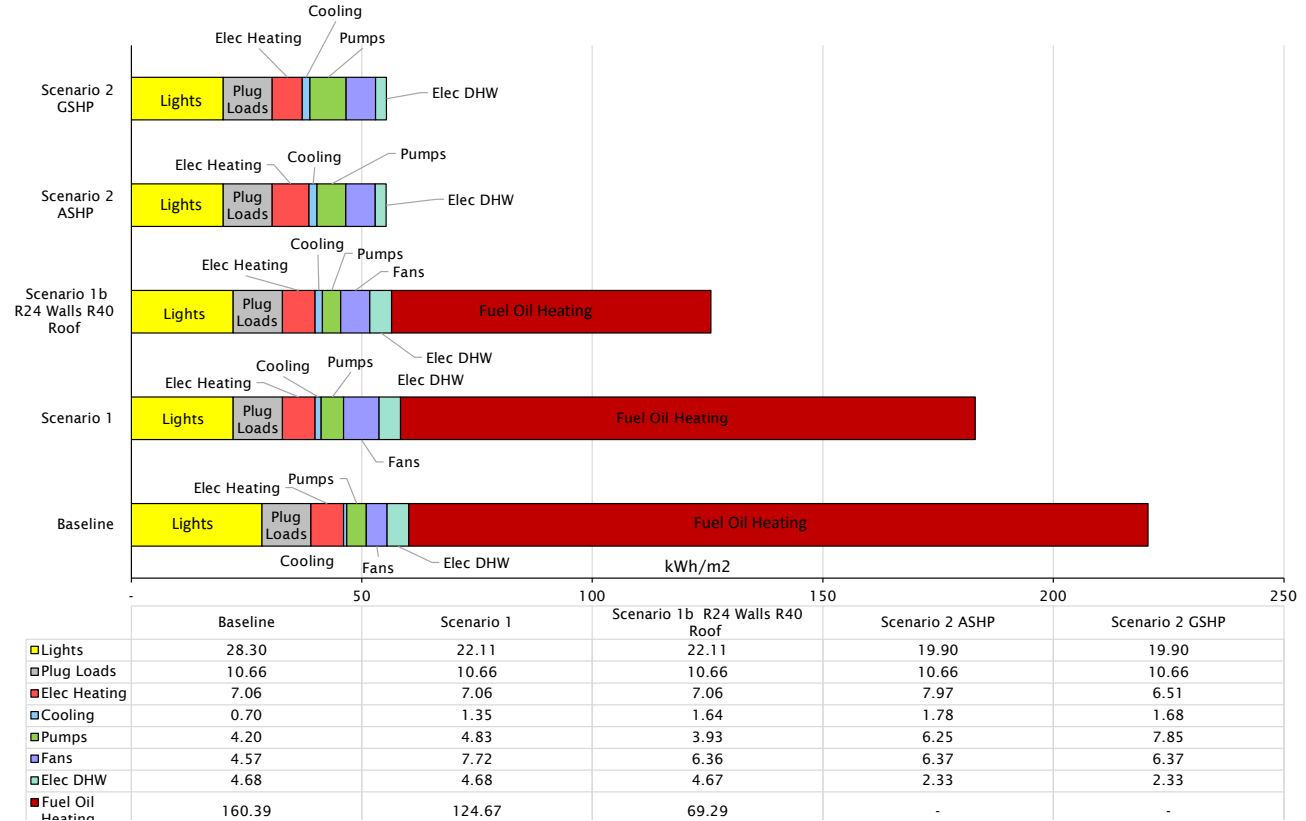 Cooling
Elec Heating
Pumps
Scenario 2
GSHP
Lights
Plug
Loads
Elec DHW
Elec Heating
Cooling
Pumps
Scenario 2
ASHP
Lights
Plug
Loads
Elec DHW
Cooling
Elec Heating
Pumps
Fans
Scenario 1b
R24 Walls R40
Roof
Lights
Plug
Loads
Fuel Oil Heating
Elec DHW
Cooling
Pumps
Elec Heating
Elec DHW
Scenario 1
Lights
Plug
Loads
Fuel Oil Heating
Fans
Pumps
Elec Heating
Baseline
Lights
Plug
Loads
Fuel Oil Heating
Cooling
Fans
Elec DHW
kWh/m2
- 50 100 150 200 250
Baseline Scenario 1 Scenario 1b R24 Walls R40 Scenario 2 ASHP Scenario 2 GSHP
Roof
Lights 28.30 22.11 22.11 19.90 19.90
Plug Loads 10.66 10.66 10.66 10.66 10.66
Elec Heating 7.06 7.06 7.06 7.97 6.51
Cooling 0.70 1.35 1.64 1.78 1.68
Pumps 4.20 4.83 3.93 6.25 7.85
Fans 4.57 7.72 6.36 6.37 6.37
Elec DHW 4.68 4.68 4.67 2.33 2.33
Fuel Oil
Heating 160.39 124.67 69.29 - -